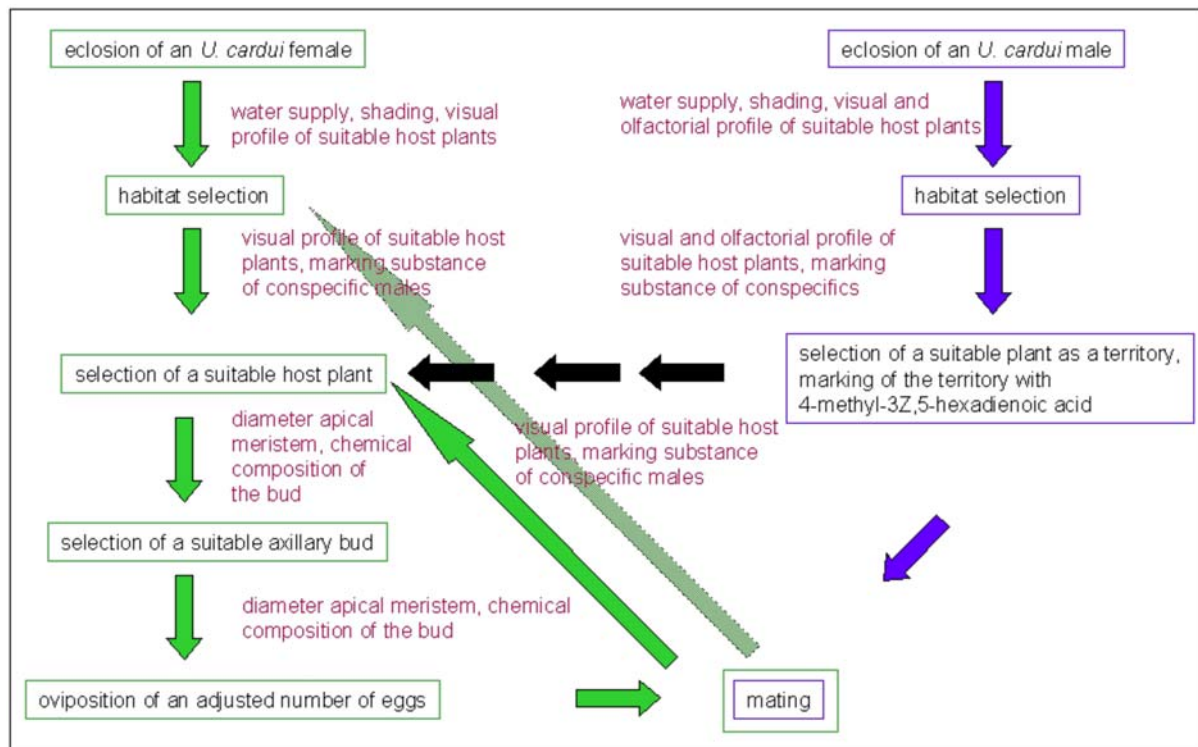 eclosion of an U. cardui female
eclosion of an U. cardui male
water supply, shading, visual
profile of suitable host plants
water supply, shading, visual and
olfactorial profile of suitable host plants
habitat selection
habitat selection
visual profile of suitable host
plants, marking substance
of conspecific males
visual and olfactorial profile of
suitable host plants, marking
substance of conspecifics
selection of a suitable host plant
selection of a suitable plant as a territory,
marking of the territory with
4-methyl-3Z,5-hexadienoic acid
diameter apical
meristem, chemical
composition of
the bud
visual profile of suitable host
plants, marking substance
of conspecific males
selection of a suitable axillary bud
diameter apical meristem, chemical
composition of the bud
oviposition of an adjusted number of eggs
mating